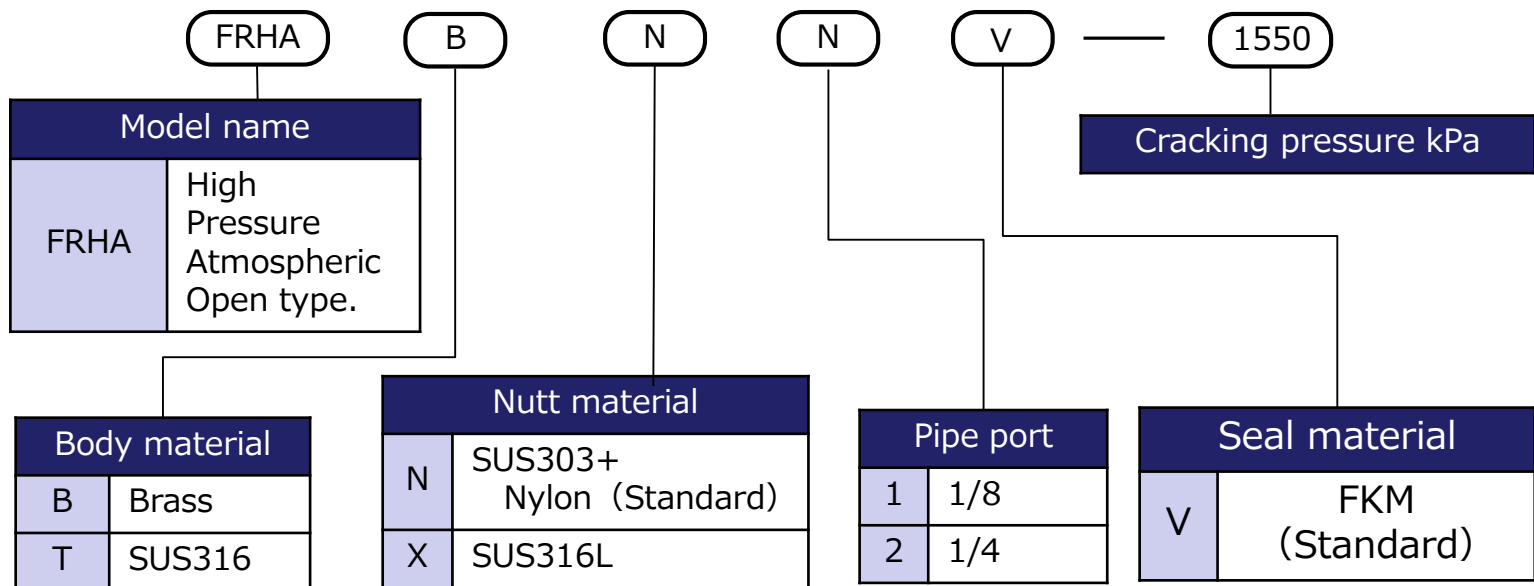 FRHA B N N V — 1550
Model name
FRHA
High
Pressure
Atmospheric
Open type.
Cracking pressure kPa
Body material
B Brass
T SUS316
Nutt material
N SUS303+
Nylon（Standard）
X SUS316L
Pipe port
1 1/8
2 1/4
Seal material
V FKM
（Standard）